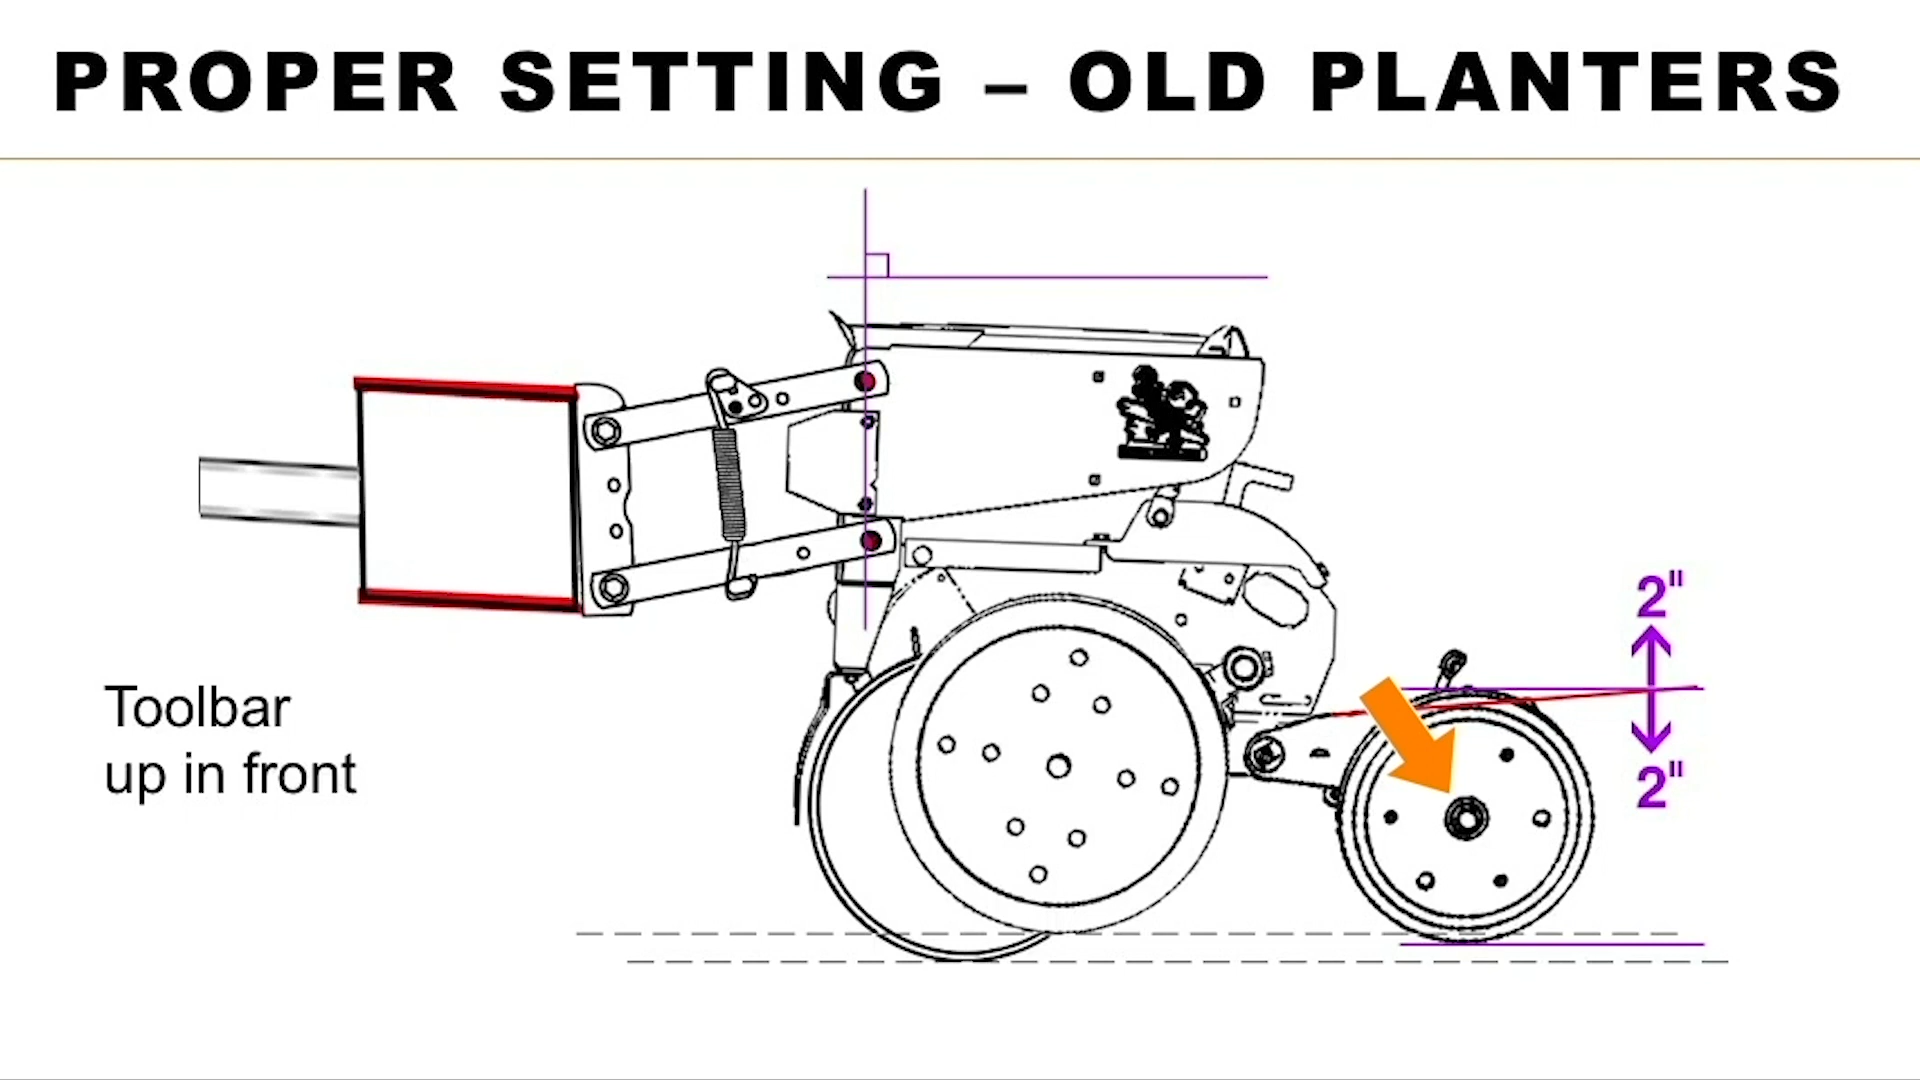 PROPER SETTING – OLD PLANTERS
2"
Toolbar
up in front
2"